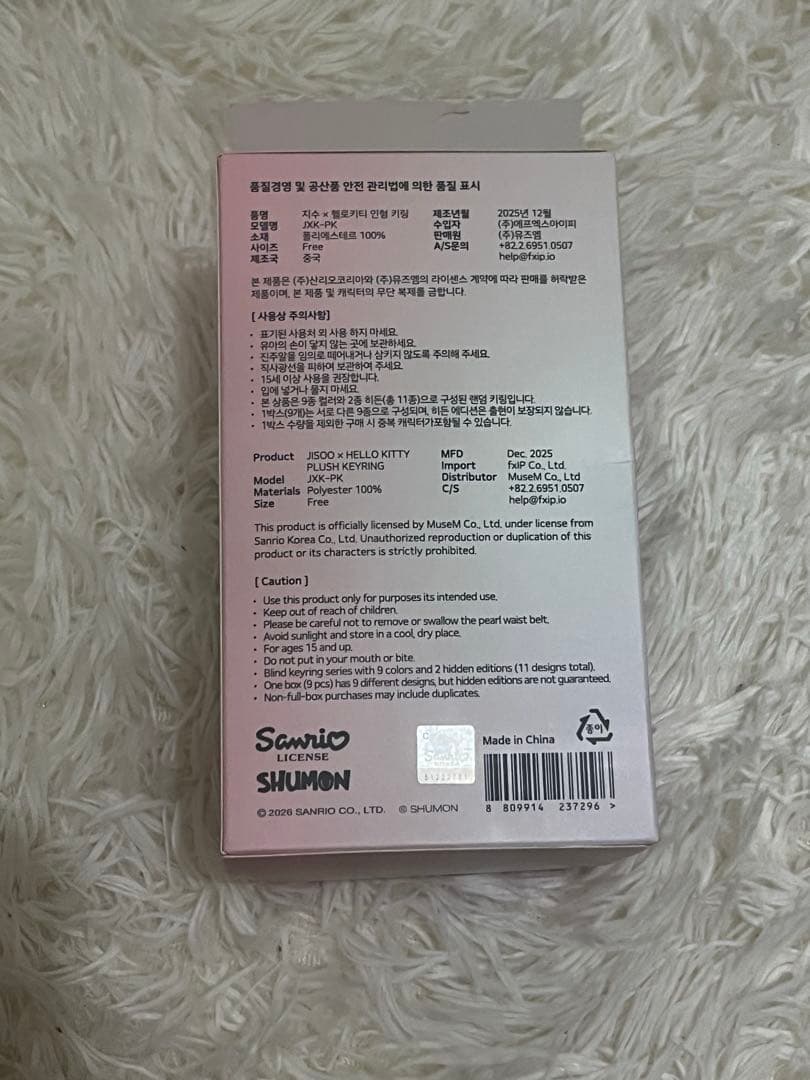 품질경영 및 공산품 안전 관리법에 의한 품질 표시
품명 지수 × 헬로키티 인형 키링 제조년월 2025년 12월
모델명 JXK-PK 수입자 (주)에프엑스아이피
소재 폴리에스테르 100% 판매원 (주)뮤즈엠
사이즈 Free A/S문의 +82.2.6951.0507
제조국 중국 help@fxip.io
본 제품은 (주)산리오코리아와 (주)뮤즈엠의 라이센스 계약에 따라 판매를 허락받은
제품이며, 본 제품 및 캐릭터의 무단 복제를 금합니다.
[ 사용상 주의사항]
• 표기된 사용처 외 사용 하지 마세요.
• 유아의 손이 닿지 않는 곳에 보관하세요.
• 진주알을 임의로 떼어내거나 삼키지 않도록 주의해 주세요.
• 직사광선을 피하여 보관하여 주세요.
• 15세 이상 사용을 권장합니다.
• 입에 넣거나 물지 마세요.
• 본 상품은 9종 컬러와 2종 히든(총 11종)으로 구성된 랜덤 키링입니다.
• 1박스(9개)는 서로 다른 9종으로 구성되며, 히든 에디션은 출현이 보장되지 않습니다.
• 1박스 수량을 제외한 구매 시 중복 캐릭터가 포함될 수 있습니다.
Product JISOO × HELLO KITTY MFD Dec. 2025
PLUSH KEYRING Import fxIP Co., Ltd.
Model JXK-PK Distributor MuseM Co., Ltd
Materials Polyester 100% C/S +82.2.6951.0507
Size Free help@fxip.io
This product is officially licensed by MuseM Co., Ltd. under license from
Sanrio Korea Co., Ltd. Unauthorized reproduction or duplication of this
product or its characters is strictly prohibited.
[ Caution ]
• Use this product only for purposes its intended use.
• Keep out of reach of children.
• Please be careful not to remove or swallow the pearl waist belt.
• Avoid sunlight and store in a cool, dry place.
• For ages 15 and up.
• Do not put in your mouth or bite.
• Blind keyring series with 9 colors and 2 hidden editions (11 designs total).
• One box (9 pcs) has 9 different designs, but hidden editions are not guaranteed.
• Non-full-box purchases may include duplicates.
Sanrio
LICENSE
SHUMON
© 2026 SANRIO CO., LTD. © SHUMON
Sanrio
Made in China
종이
8 809914 237296 >